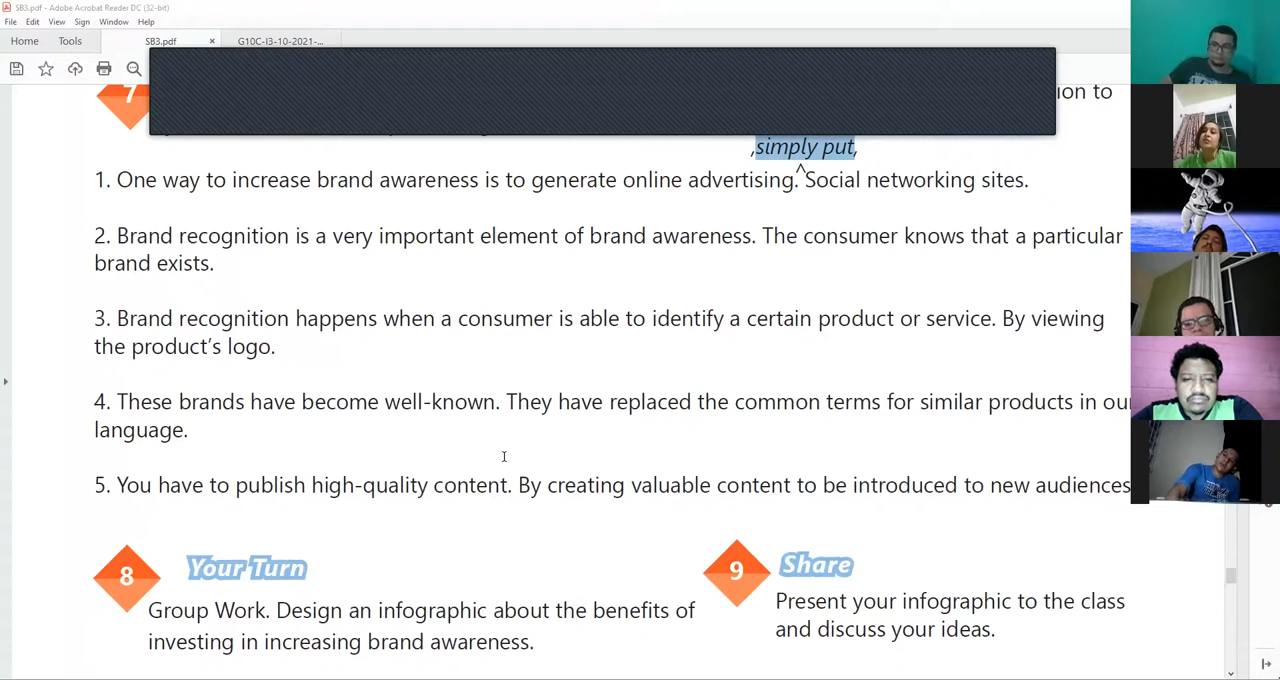 SB3.pdf - Adobe Acrobat Reader DC (32-bit)
File Edit View Sign Window Help
Home Tools SB3.pdf × G10C-I3-10-2021-...
7
ion to
,simply put,
1. One way to increase brand awareness is to generate online advertising.^Social networking sites.
2. Brand recognition is a very important element of brand awareness. The consumer knows that a particular
brand exists.
3. Brand recognition happens when a consumer is able to identify a certain product or service. By viewing
the product's logo.
4. These brands have become well-known. They have replaced the common terms for similar products in our
language.
5. You have to publish high-quality content. By creating valuable content to be introduced to new audiences
8 Your Turn
Group Work. Design an infographic about the benefits of
investing in increasing brand awareness.
9 Share
Present your infographic to the class
and discuss your ideas.